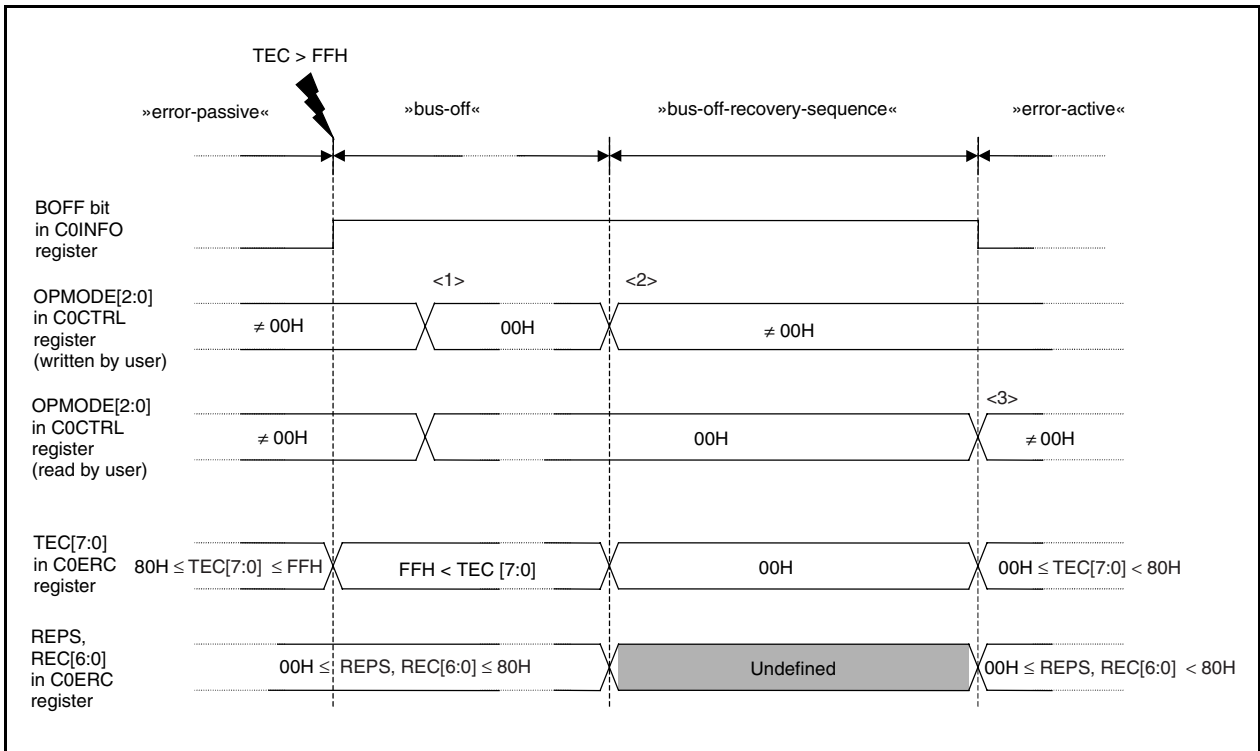 TEC > FFH
»error-passive«
»bus-off«
»bus-off-recovery-sequence«
»error-active«
BOFF bit
in C0INFO
register
<1>
<2>
OPMODE[2:0]
in C0CTRL
register
(written by user)
≠ 00H
00H
≠ 00H
<3>
OPMODE[2:0]
in C0CTRL
register
(read by user)
≠ 00H
00H
≠ 00H
TEC[7:0]
in C0ERC
register
80H ≤ TEC[7:0] ≤ FFH
FFH < TEC [7:0]
00H
00H ≤ TEC[7:0] < 80H
REPS,
REC[6:0]
in C0ERC
register
00H ≤ REPS, REC[6:0] ≤ 80H
Undefined
00H ≤ REPS, REC[6:0] < 80H